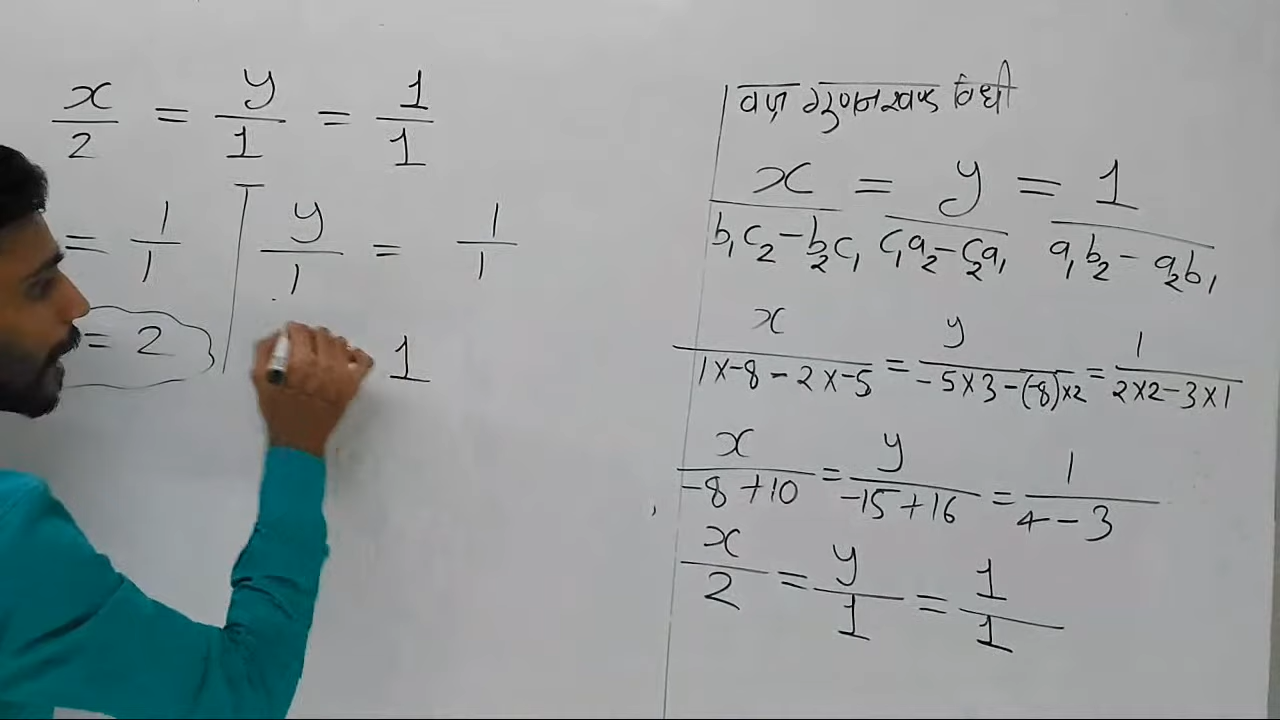 x/2 = y/1 = 1/1
= 1/1 | y/1 = 1/1
= 2 | 1
वज्र गुणनखण्ड विधी
x/(b₁c₂-b₂c₁) = y/(c₁a₂-c₂a₁) = 1/(a₁b₂-a₂b₁)
x/(1×-8-2×-5) = y/(-5×3-(-8)×2) = 1/(2×2-3×1)
x/(-8+10) = y/(-15+16) = 1/(4-3)
x/2 = y/1 = 1/1